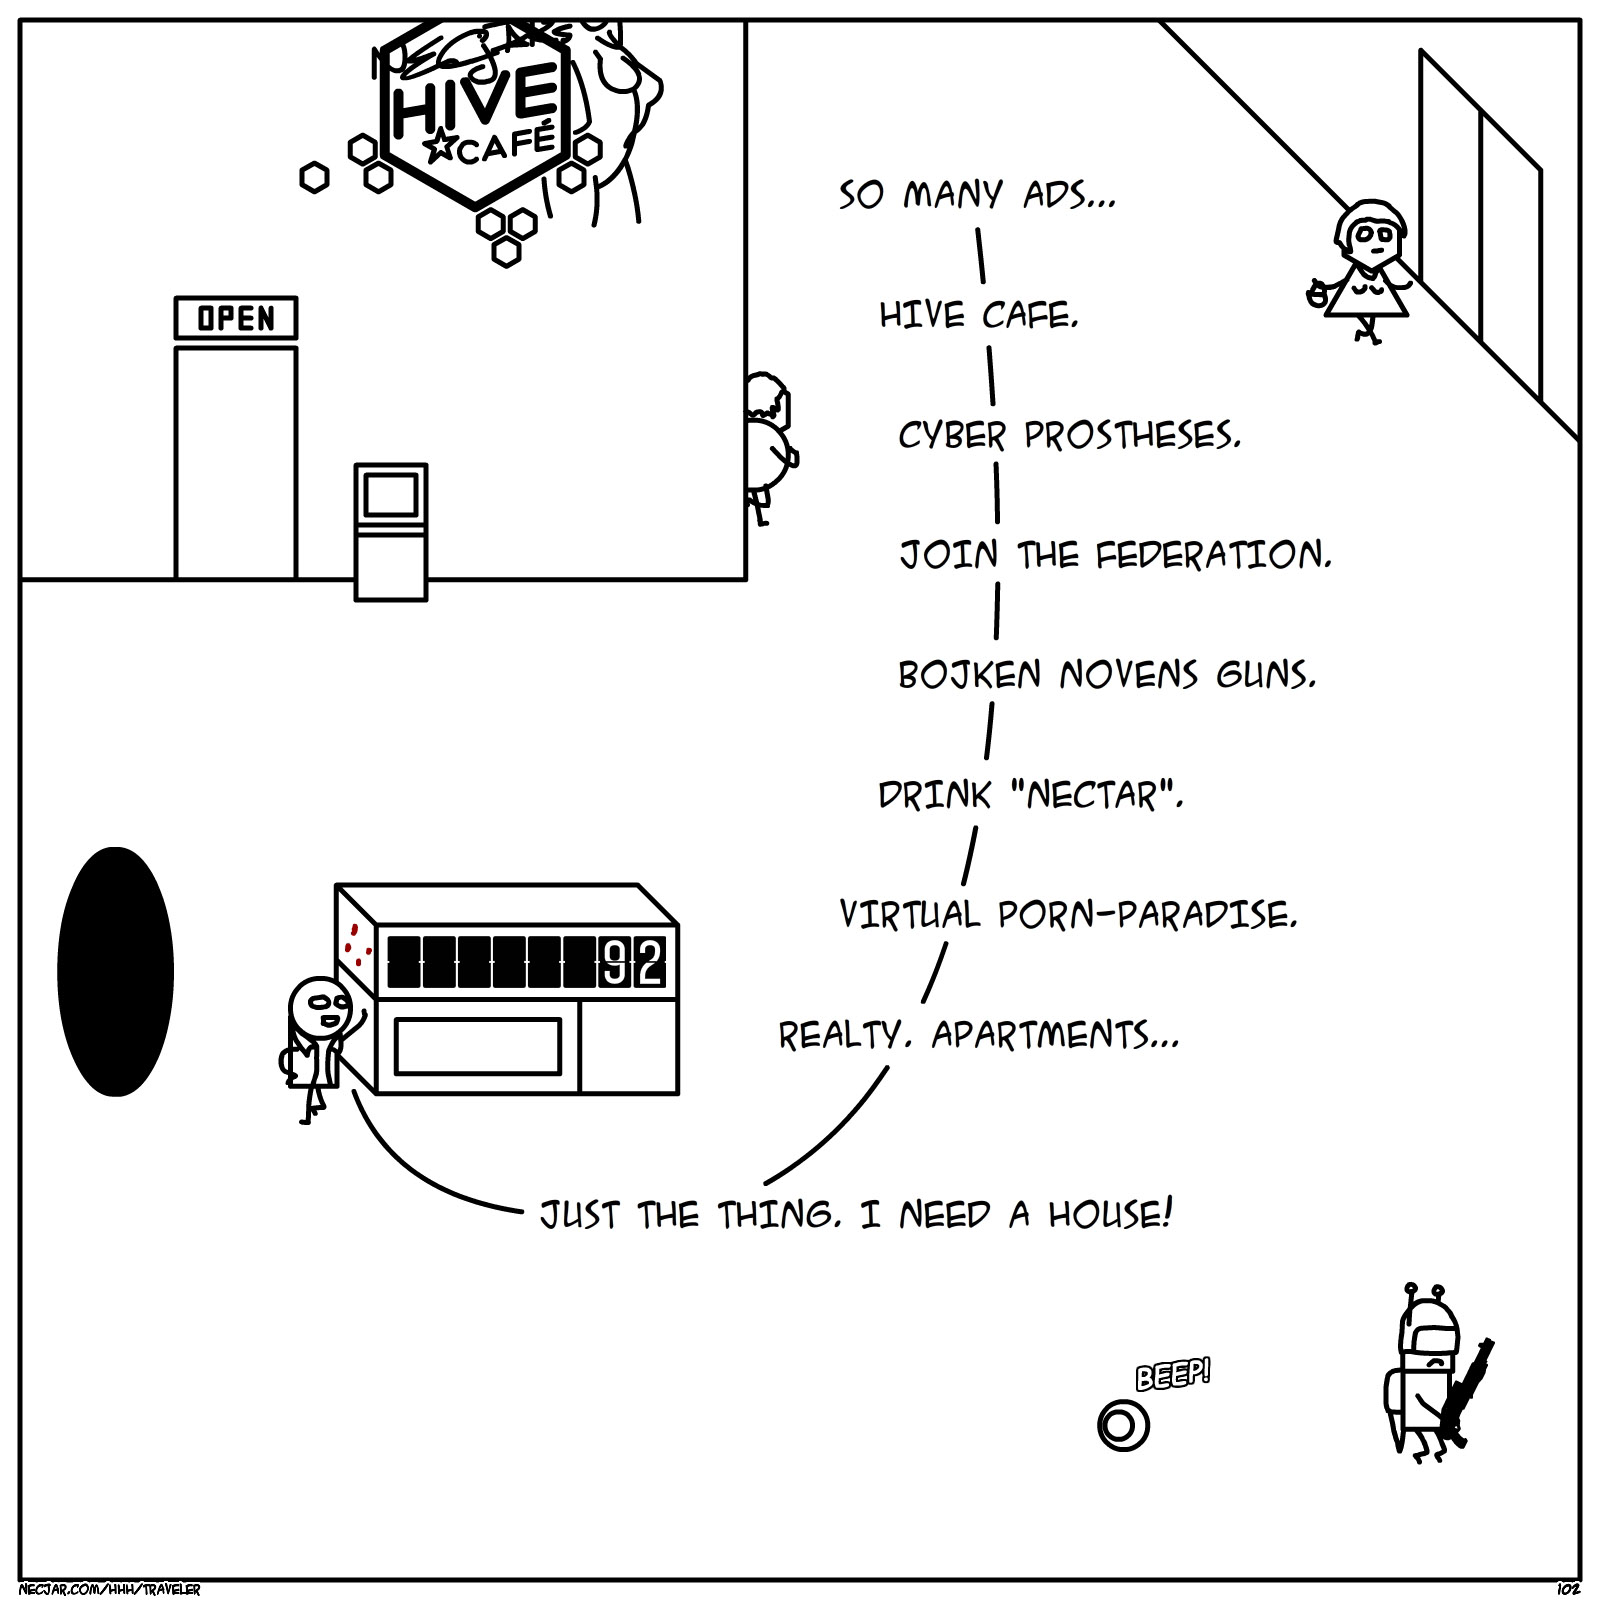 HIVE
CAFÉ
OPEN
SO MANY ADS...
HIVE CAFE.
CYBER PROSTHESES.
JOIN THE FEDERATION.
BOJKEN NOVENS GUNS.
DRINK "NECTAR".
VIRTUAL PORN-PARADISE.
REALTY. APARTMENTS...
92
JUST THE THING. I NEED A HOUSE!
BEEP!
NECJAR.COM/HHH/TRAVELER
102